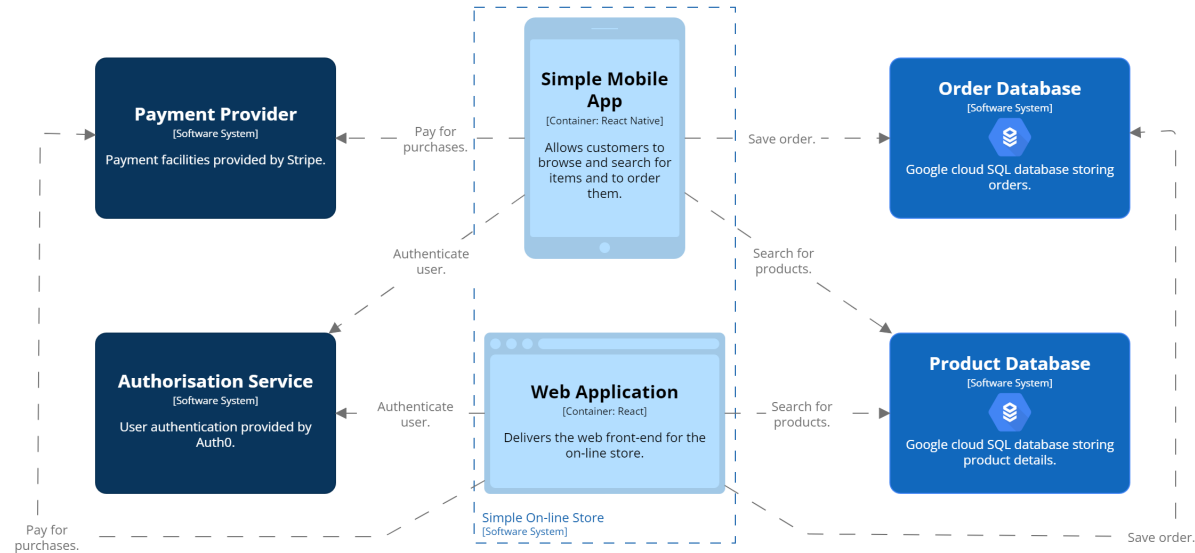 Payment Provider
[Software System]
Payment facilities provided by Stripe.
Pay for
purchases.
Simple Mobile
App
[Container: React Native]
Allows customers to
browse and search for
items and to order
them.
Save order.
Order Database
[Software System]
Google cloud SQL database storing
orders.
Authenticate
user.
Search for
products.
Authorisation Service
[Software System]
User authentication provided by
Auth0.
Authenticate
user.
Web Application
[Container: React]
Delivers the web front-end for the
on-line store.
Search for
products.
Product Database
[Software System]
Google cloud SQL database storing
product details.
Pay for
purchases.
Simple On-line Store
[Software System]
Save order.